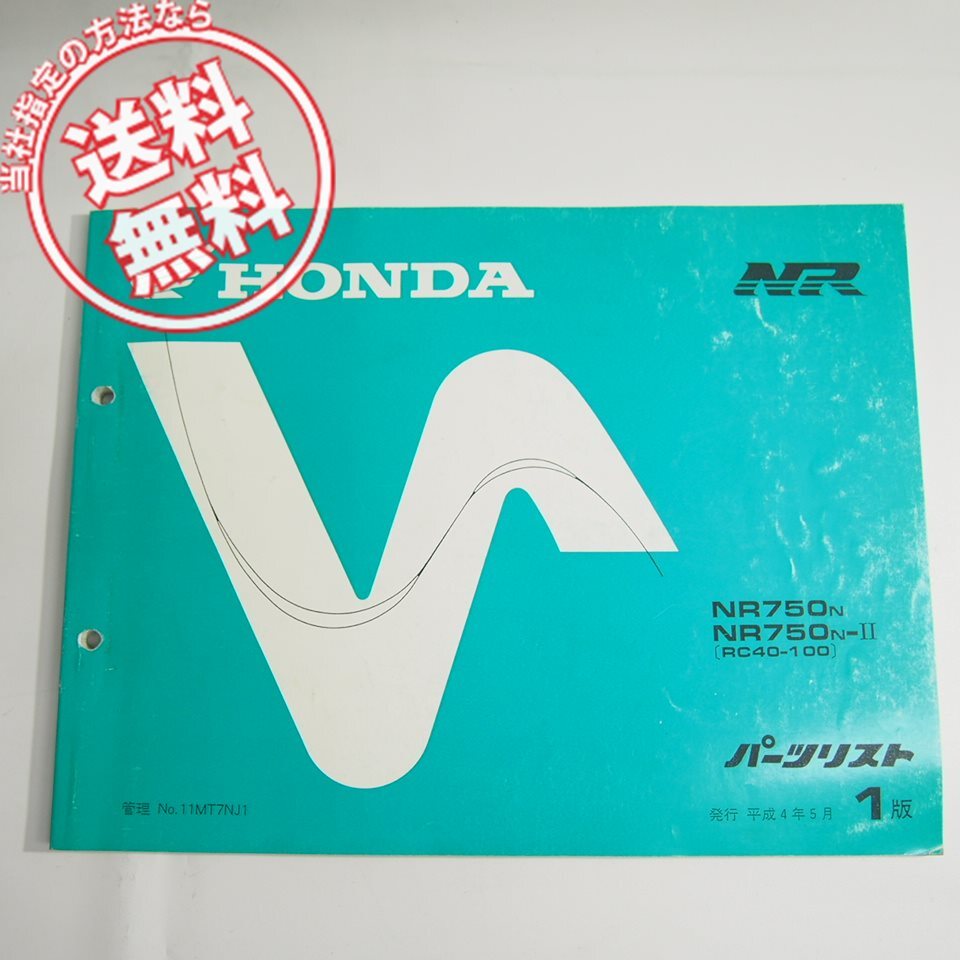 当社指定の方法なら
送料
無料
HONDA
NR
NR750N
NR750N-II
〔RC40-100〕
パーツリスト
管理 No.11MT7NJ1
発行 平成4年5月 1版